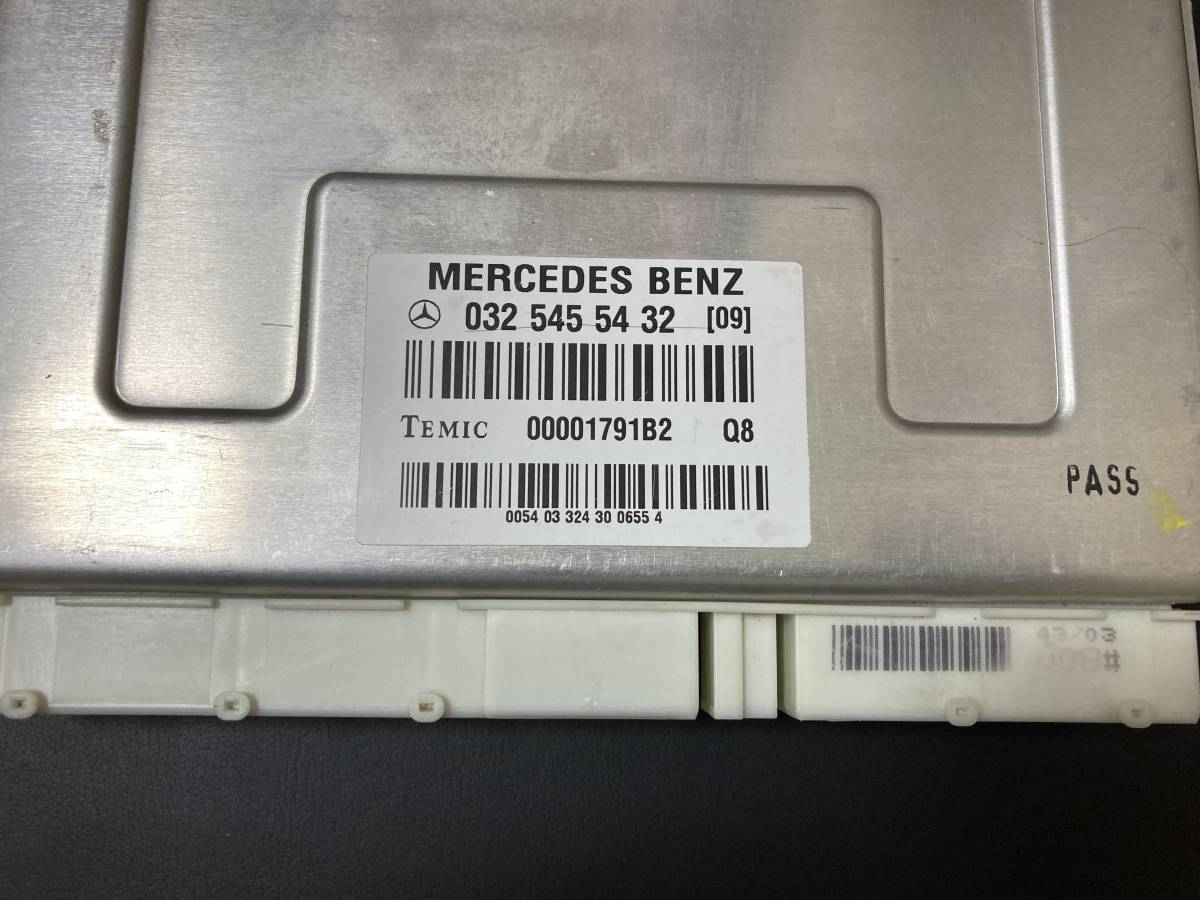 MERCEDES BENZ
032 545 54 32 [09]
TEMIC 00001791B2 Q8
0054 03 324 30 0655 4
PASS
43/03